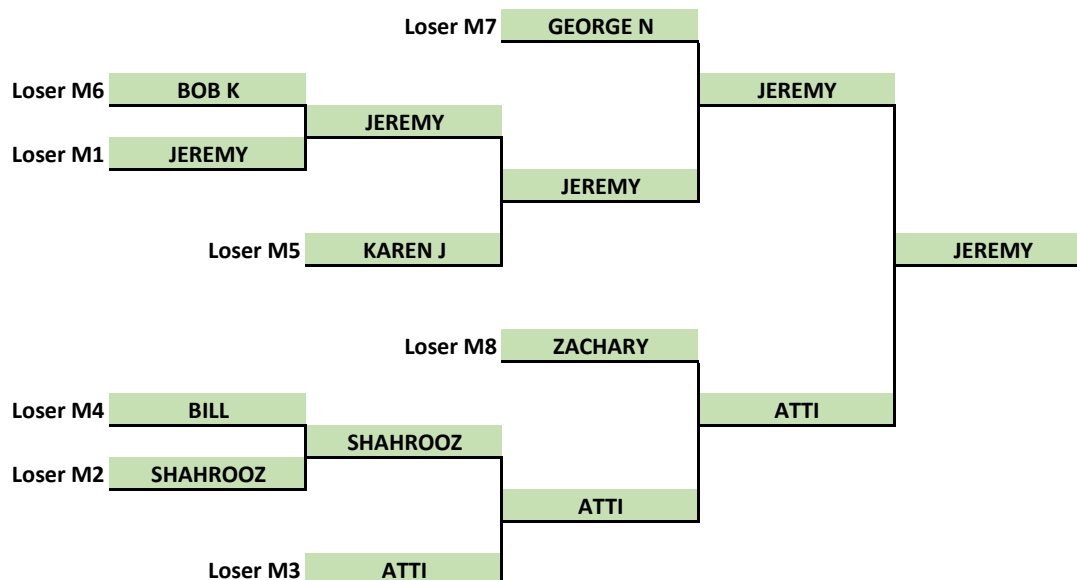 Loser M7 GEORGE N
Loser M6 BOB K
JEREMY
JEREMY
Loser M1 JEREMY
JEREMY
Loser M5 KAREN J
JEREMY
Loser M8 ZACHARY
Loser M4 BILL
ATTI
SHAHROOZ
Loser M2 SHAHROOZ
ATTI
Loser M3 ATTI